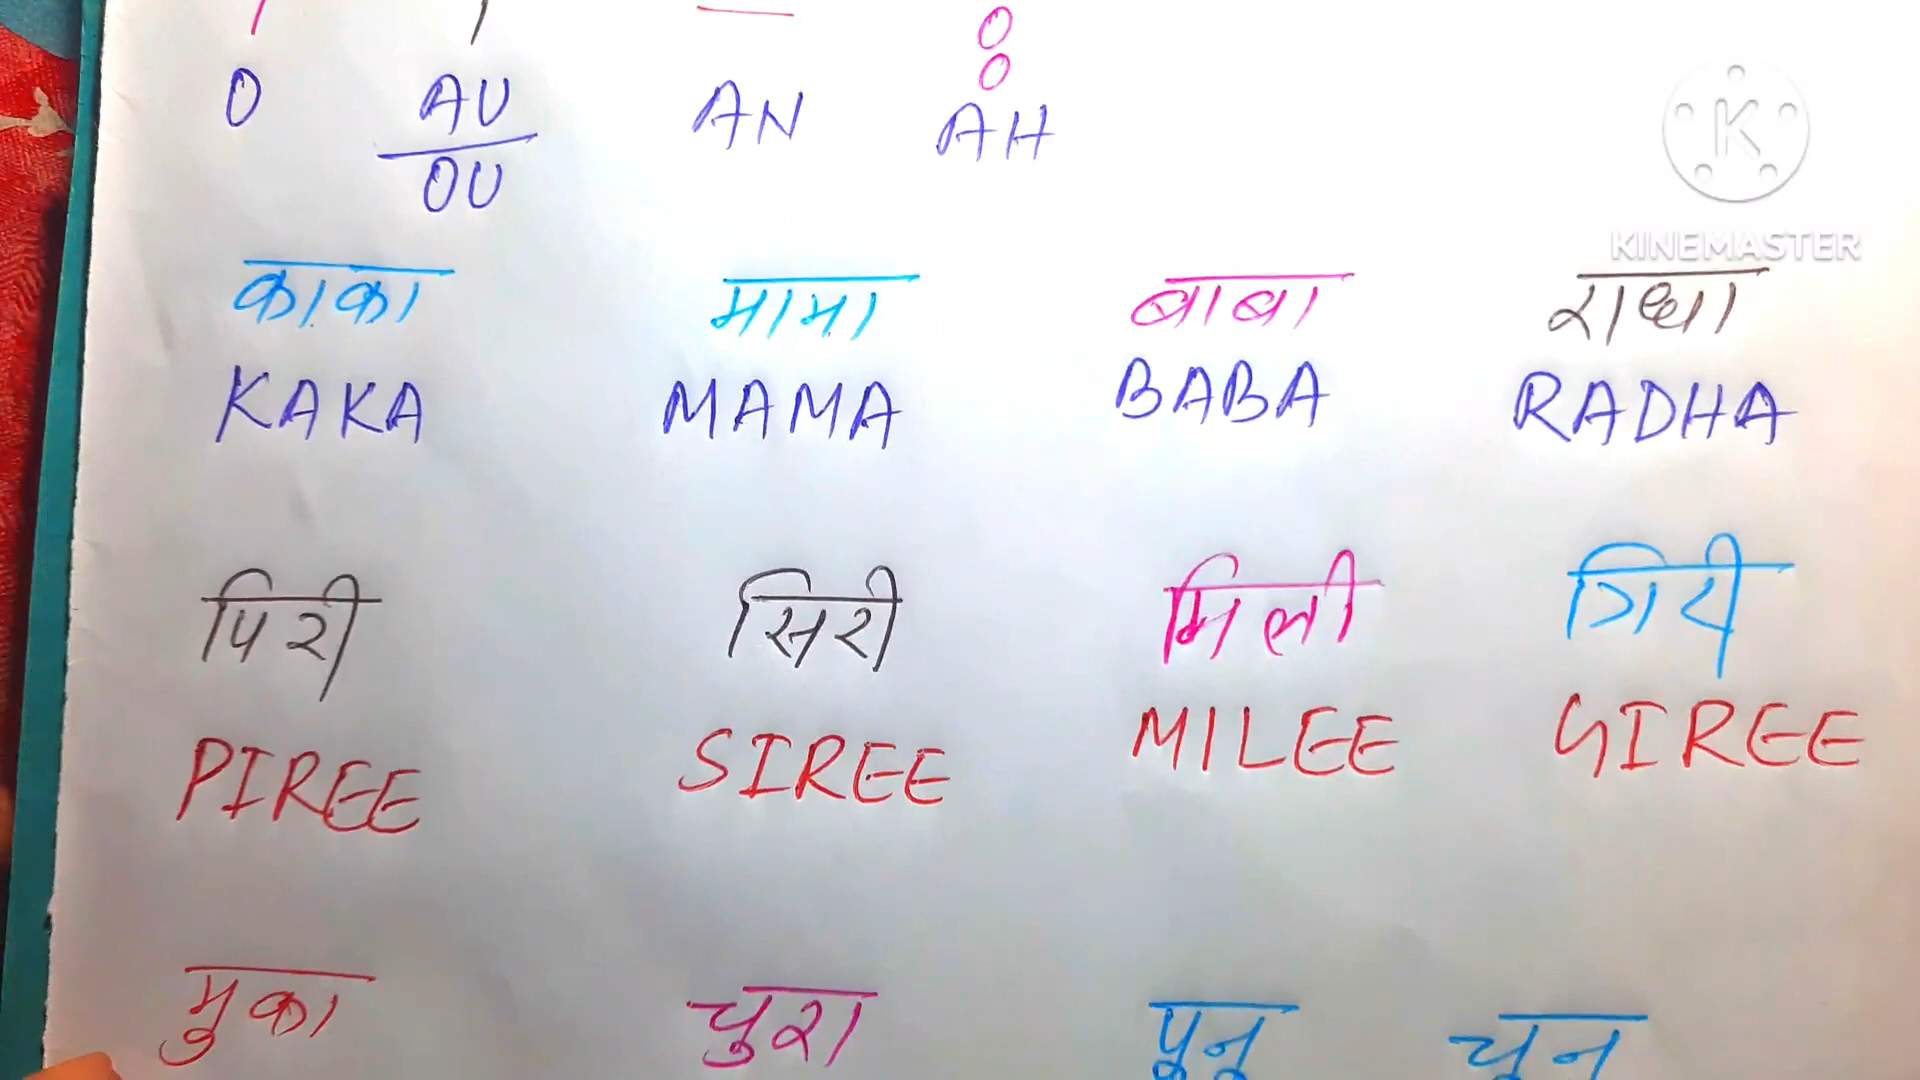 O AU AN AH
OU
KINEMASTER
काका मामा बाबा राधा
KAKA MAMA BABA RADHA
पिरी सिरी मिली गिरी
PIREE SIREE MILEE GIREE
मुका चुरा पुनु चुन